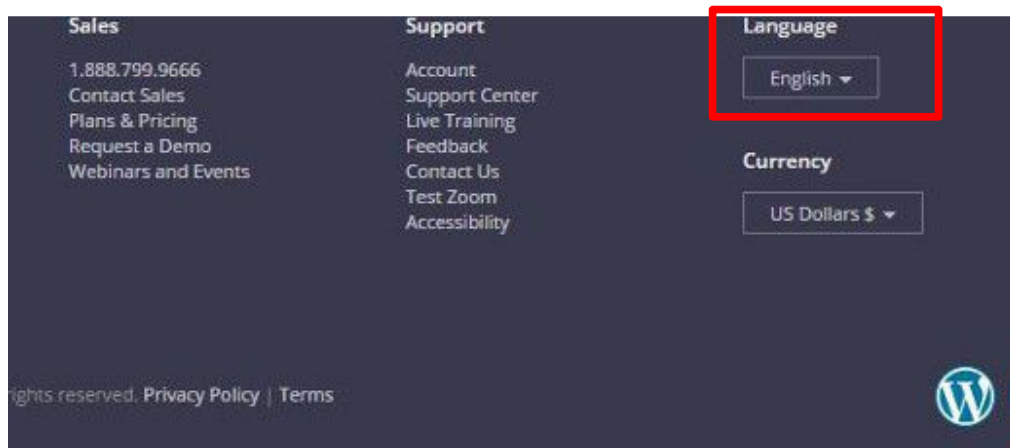 Sales
1.888.799.9666
Contact Sales
Plans & Pricing
Request a Demo
Webinars and Events
Support
Account
Support Center
Live Training
Feedback
Contact Us
Test Zoom
Accessibility
Language
English
Currency
US Dollars $
rights reserved. Privacy Policy | Terms